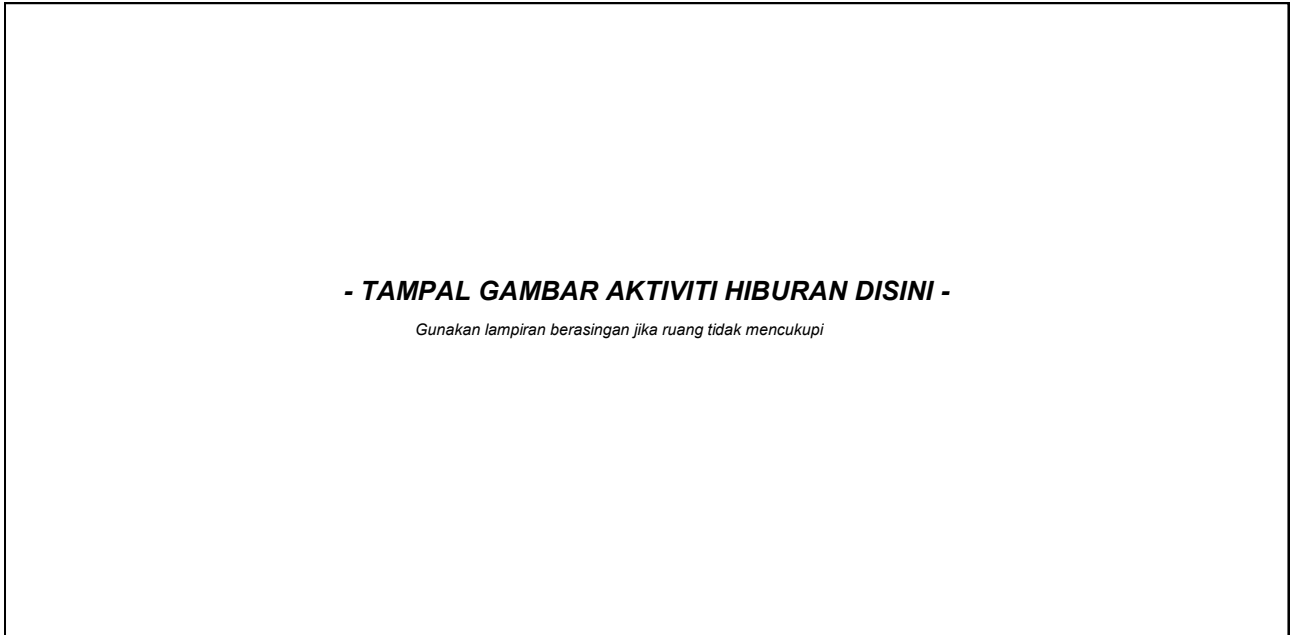 - TAMPAL GAMBAR AKTIVITI HIBURAN DISINI -
Gunakan lampiran berasingan jika ruang tidak mencukupi